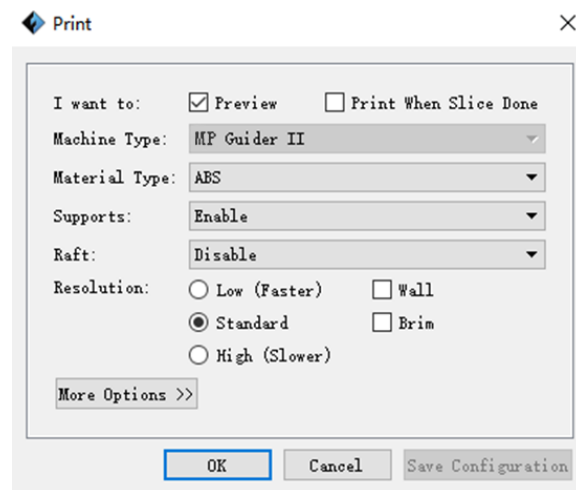 Print
I want to: Preview Print When Slice Done
Machine Type: MP Guider II
Material Type: ABS
Supports: Enable
Raft: Disable
Resolution: Low (Faster) Wall
Standard Brim
High (Slower)
More Options >>
OK Cancel Save Configuration